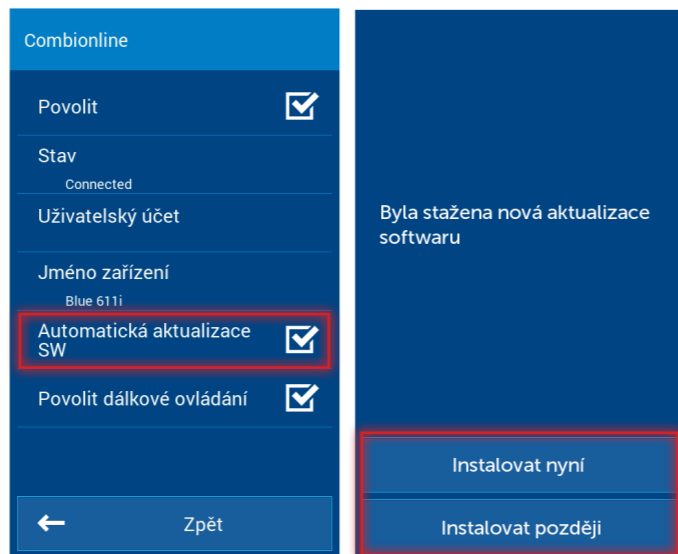 Combionline
Povolit
Stav
Connected
Uživatelský účet
Jméno zařízení
Blue 611i
Automatická aktualizace
SW
Povolit dálkové ovládání
Zpět
Byla stažena nová aktualizace
softwaru
Instalovat nyní
Instalovat později